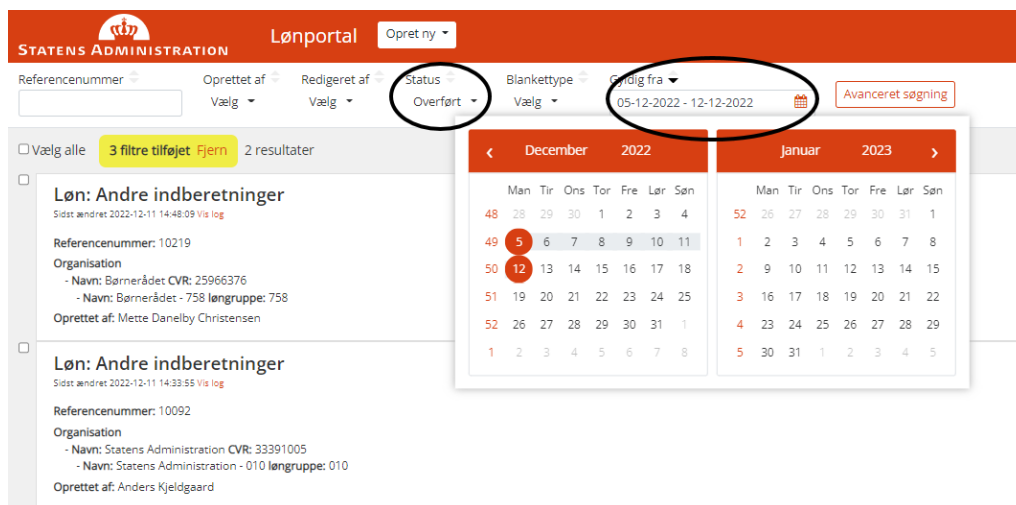 STATENS ADMINISTRATION
Lønportal
Opret ny
Referencenummer Oprettet af Redigeret af Status Blankettype Gyldig fra
Vælg Vælg Overført Vælg 05-12-2022 - 12-12-2022 Avanceret søgning
Vælg alle 3 filtre tilføjet Fjern 2 resultater
Løn: Andre indberetninger
Sidst ændret 2022-12-11 14:48:09 Vis log
Referencenummer: 10219
Organisation
- Navn: Børnerådet CVR: 25966376
- Navn: Børnerådet - 758 løngruppe: 758
Oprettet af: Mette Danelby Christensen
Løn: Andre indberetninger
Sidst ændret 2022-12-11 14:33:55 Vis log
Referencenummer: 10092
Organisation
- Navn: Statens Administration CVR: 33391005
- Navn: Statens Administration - 010 løngruppe: 010
Oprettet af: Anders Kjeldgaard
‹ December 2022
Man Tir Ons Tor Fre Lør Søn
48 28 29 30 1 2 3 4
49 5 6 7 8 9 10 11
50 12 13 14 15 16 17 18
51 19 20 21 22 23 24 25
52 26 27 28 29 30 31 1
1 2 3 4 5 6 7 8
Januar 2023 ›
Man Tir Ons Tor Fre Lør Søn
52 26 27 28 29 30 31 1
1 2 3 4 5 6 7 8
2 9 10 11 12 13 14 15
3 16 17 18 19 20 21 22
4 23 24 25 26 27 28 29
5 30 31 1 2 3 4 5